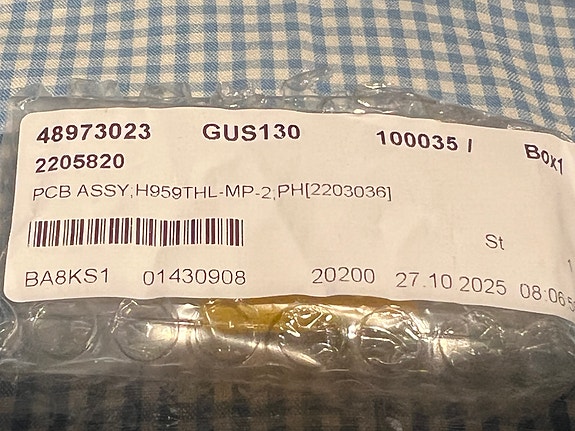 48973023 GUS130 100035 I Box1
2205820
PCB ASSY,H959THL-MP-2,PH[2203036]
St
BA8KS1 01430908 20200 27.10 2025 08:06